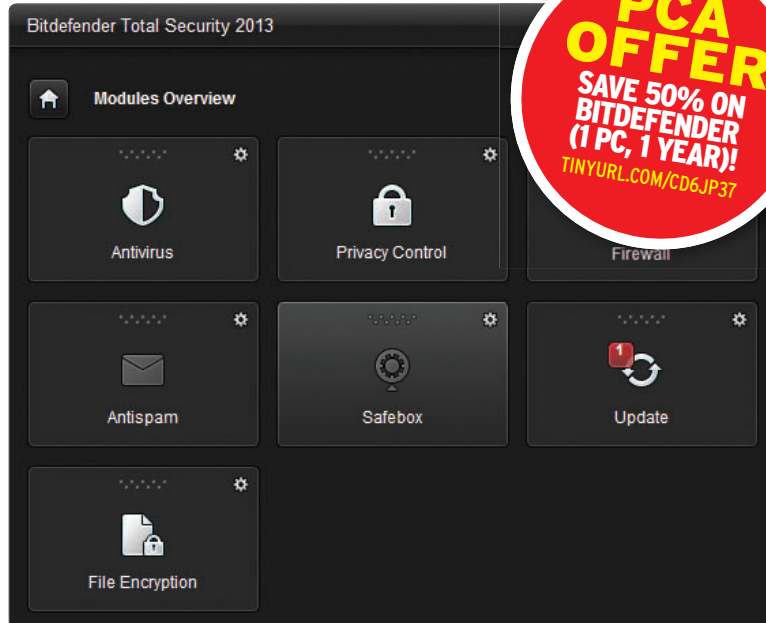 Bitdefender Total Security 2013
PCA
OFFER
SAVE 50% ON
BITDEFENDER
(1 PC, 1 YEAR)!
TINYURL.COM/CD6JP37
Modules Overview
Antivirus
Privacy Control
Firewall
Antispam
Safebox
1
Update
File Encryption